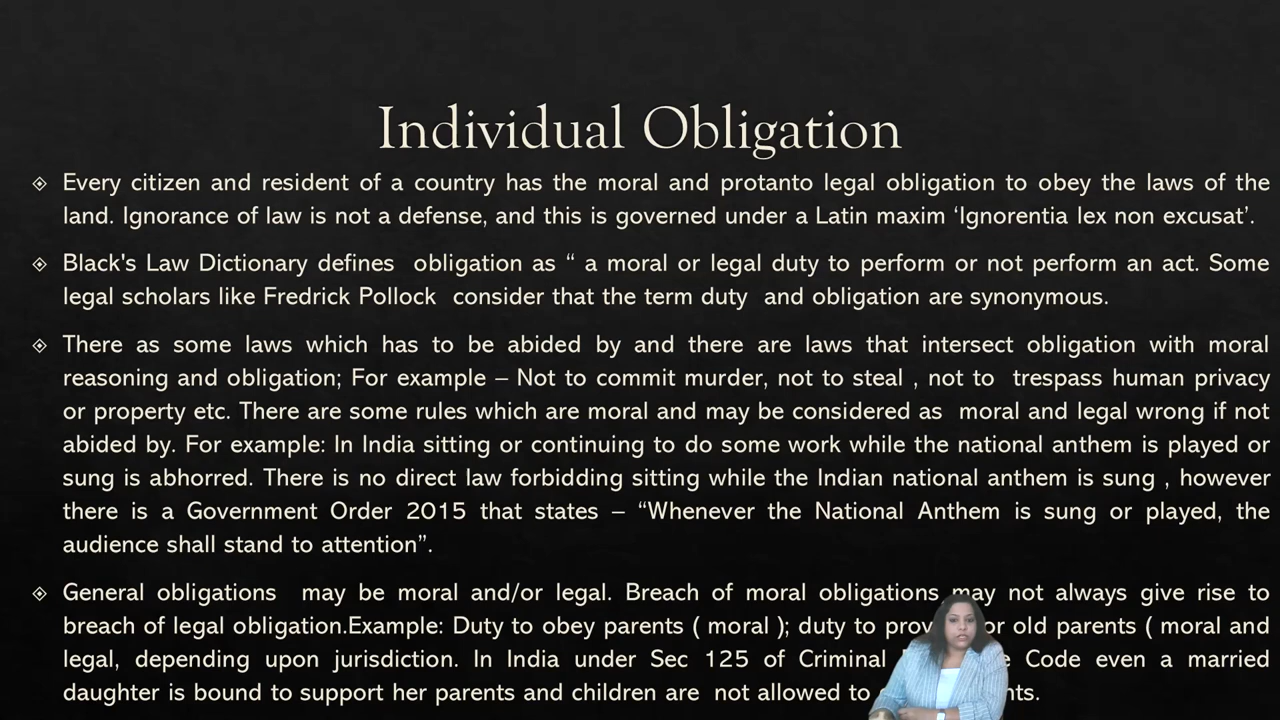 Individual Obligation
Every citizen and resident of a country has the moral and protanto legal obligation to obey the laws of the
land. Ignorance of law is not a defense, and this is governed under a Latin maxim ‘Ignorentia lex non excusat’.
Black's Law Dictionary defines obligation as “ a moral or legal duty to perform or not perform an act. Some
legal scholars like Fredrick Pollock consider that the term duty and obligation are synonymous.
There as some laws which has to be abided by and there are laws that intersect obligation with moral
reasoning and obligation; For example – Not to commit murder, not to steal , not to trespass human privacy
or property etc. There are some rules which are moral and may be considered as moral and legal wrong if not
abided by. For example: In India sitting or continuing to do some work while the national anthem is played or
sung is abhorred. There is no direct law forbidding sitting while the Indian national anthem is sung , however
there is a Government Order 2015 that states – “Whenever the National Anthem is sung or played, the
audience shall stand to attention”.
General obligations may be moral and/or legal. Breach of moral obligations may not always give rise to
breach of legal obligation.Example: Duty to obey parents ( moral ); duty to old parents ( moral and
legal, depending upon jurisdiction. In India under Sec 125 of Criminal Code even a married
daughter is bound to support her parents and children are not allowed to